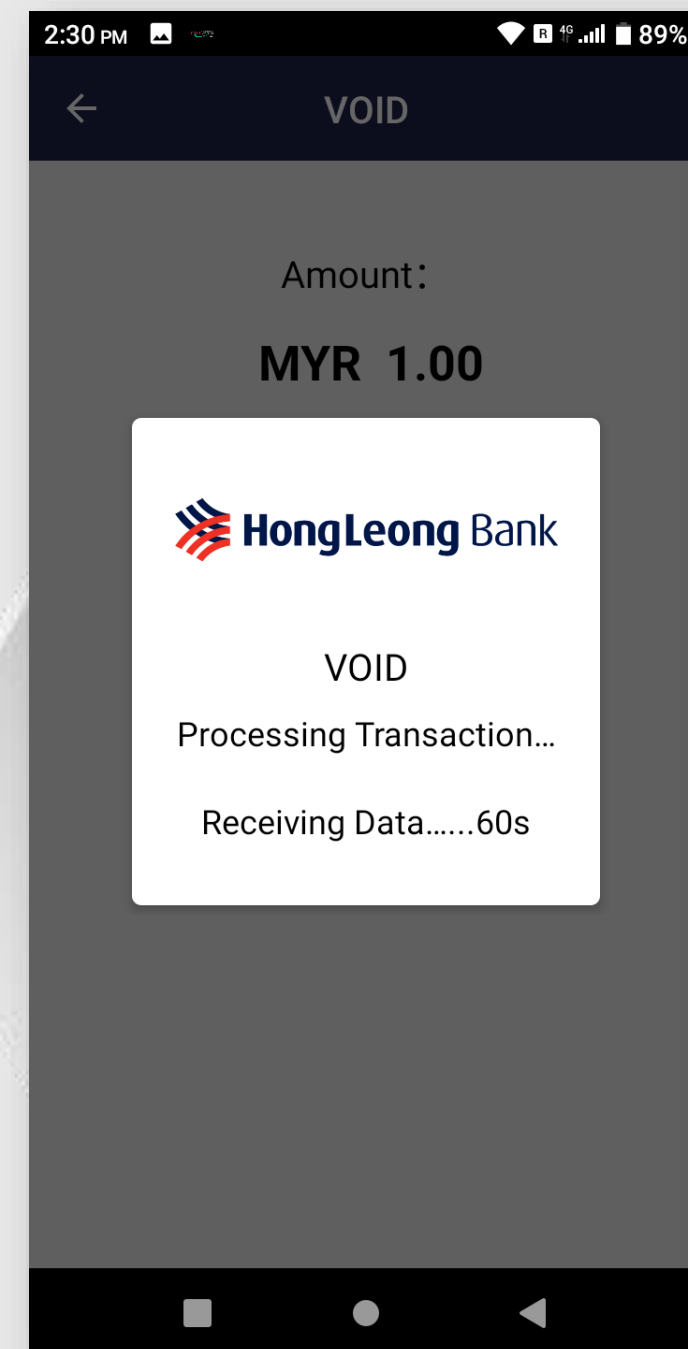 2:30 PM R 4G 89%
VOID
Amount:
MYR 1.00
HongLeong Bank
VOID
Processing Transaction...
Receiving Data......60s